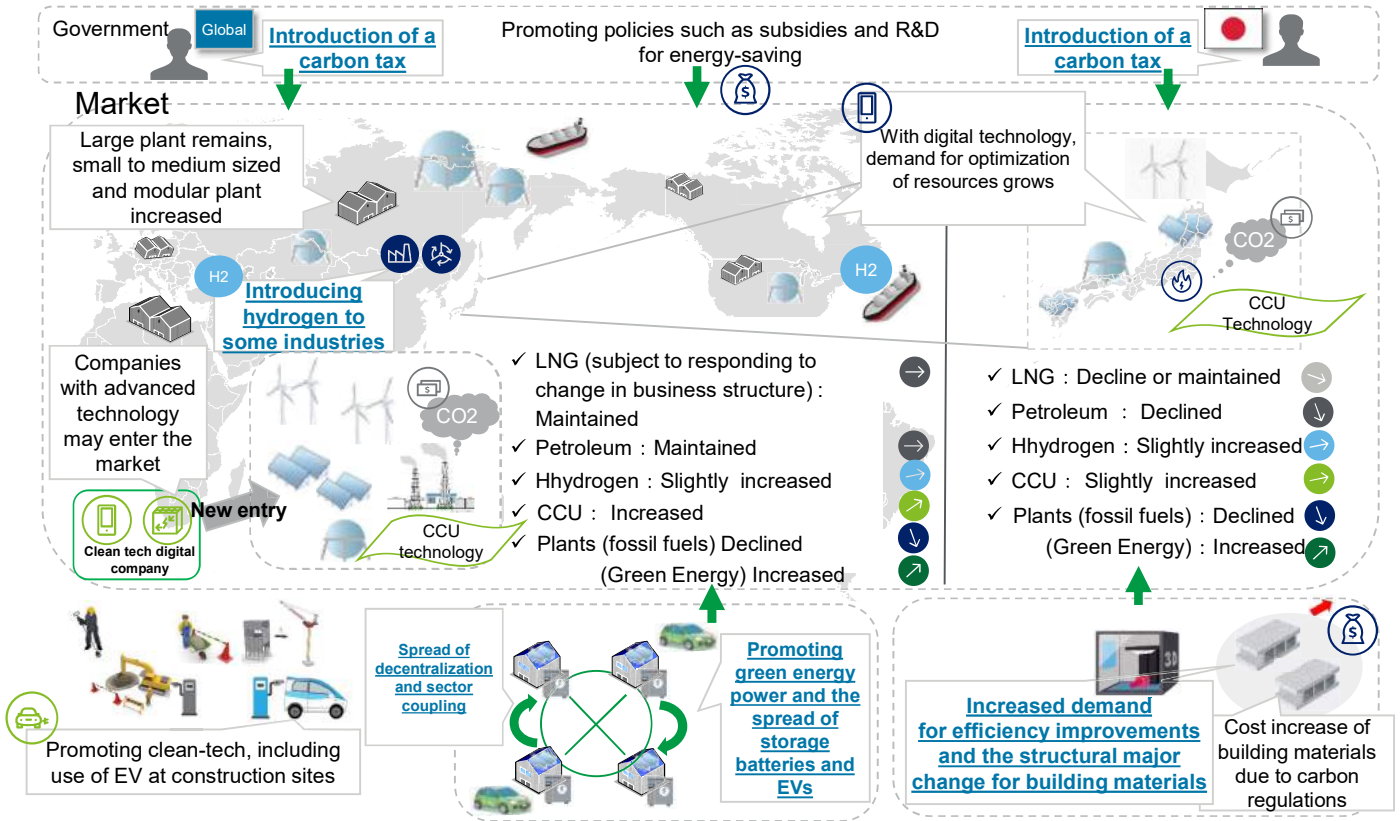 Government
Global
Introduction of a
carbon tax
Promoting policies such as subsidies and R&D
for energy-saving
Introduction of a
carbon tax
Market
Large plant remains,
small to medium sized
and modular plant
increased
With digital technology,
demand for optimization
of resources grows
CO2
H2
H2
Introducing
hydrogen to
some industries
CCU
Technology
Companies
with advanced
technology
may enter the
market
CO2
New entry
Clean tech digital
company
CCU
technology
✓ LNG (subject to responding to
change in business structure) :
Maintained
✓ Petroleum : Maintained
✓ Hhydrogen : Slightly increased
✓ CCU : Increased
✓ Plants (fossil fuels) Declined
(Green Energy) Increased
✓ LNG : Decline or maintained
✓ Petroleum : Declined
✓ Hhydrogen : Slightly increased
✓ CCU : Slightly increased
✓ Plants (fossil fuels) : Declined
(Green Energy) : Increased
Promoting clean-tech, including
use of EV at construction sites
Spread of
decentralization
and sector
coupling
Promoting
green energy
power and the
spread of
storage
batteries and
EVs
3D
Increased demand
for efficiency improvements
and the structural major
change for building materials
Cost increase of
building materials
due to carbon
regulations